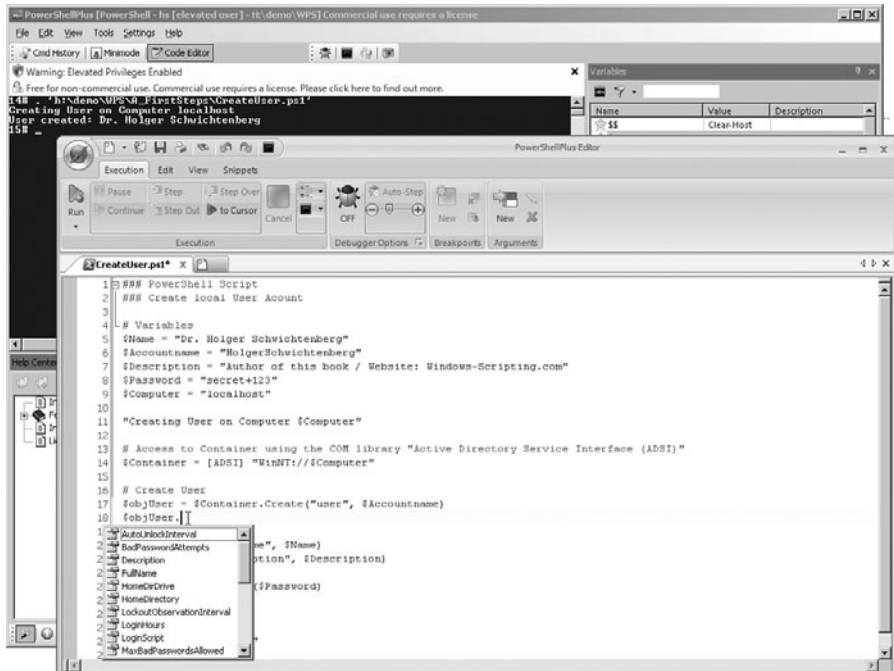 PowerShellPlus [PowerShell - hs [elevated user] - H:\demo\WPS] Commercial use requires a license
File Edit View Tools Settings Help
Cmd History Minimode Code Editor
Warning: Elevated Privileges Enabled
Free for non-commercial use. Commercial use requires a license. Please click here to find out more.
14# . 'h:\demo\WPS\A_FirstSteps\CreateUser.ps1'
Creating User on Computer localhost
User created: Dr. Holger Schwichtenberg
15# _
Variables
Name Value Description
$$ Clear-Host
PowerShellPlus Editor
Execution Edit View Snippets
Run Pause Step Step Over
Continue Step Out to Cursor
Cancel
OFF Auto-Step
New New
Execution Debugger Options Breakpoints Arguments
CreateUser.ps1*
1 ### PowerShell Script
2 ### Create local User Acount
3
4 # Variables
5 $Name = "Dr. Holger Schwichtenberg"
6 $Accountname = "HolgerSchwichtenberg"
7 $Description = "Author of this book / Website: Windows-Scripting.com"
8 $Password = "secret+123"
9 $Computer = "localhost"
10
11 "Creating User on Computer $Computer"
12
13 # Access to Container using the COM library "Active Directory Service Interface (ADSI)"
14 $Container = [ADSI] "WinNT://$Computer"
15
16 # Create User
17 $objUser = $Container.Create("user", $Accountname)
18 $objUser.
AutoUnlockInterval
BadPasswordAttempts me", $Name)
Description ption", $Description)
FullName
HomeDirDrive ($Password)
HomeDirectory
LockoutObservationInterval
LoginHours
LoginScript "
MaxBadPasswordsAllowed
Help Center